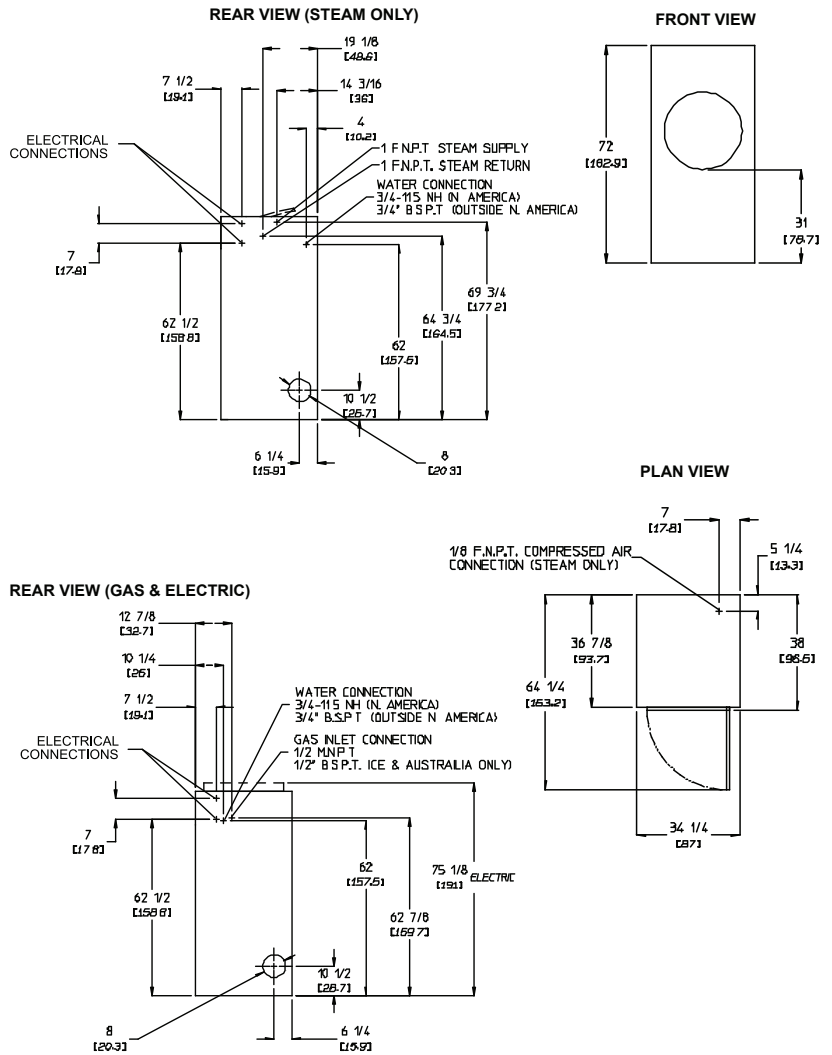 REAR VIEW (STEAM ONLY)
19 1/8
[48.6]
7 1/2
[19.1]
14 3/16
[36]
4
[10.2]
ELECTRICAL
CONNECTIONS
1 F.N.P.T STEAM SUPPLY
1 F.N.P.T. STEAM RETURN
WATER CONNECTION
3/4-11.5 NH (N. AMERICA)
3/4" B.S.P.T (OUTSIDE N. AMERICA)
7
[17.8]
62 1/2
[158.8]
69 3/4
[177.2]
64 3/4
[164.5]
62
[157.5]
10 1/2
[26.7]
6 1/4
[15.9]
8
[20.3]
FRONT VIEW
72
[182.9]
31
[78.7]
PLAN VIEW
7
[17.8]
1/8 F.N.P.T. COMPRESSED AIR
CONNECTION (STEAM ONLY)
5 1/4
[13.3]
36 7/8
[93.7]
38
[96.5]
64 1/4
[163.2]
34 1/4
[87]
REAR VIEW (GAS & ELECTRIC)
12 7/8
[32.7]
10 1/4
[26]
7 1/2
[19.1]
WATER CONNECTION
3/4-11.5 NH (N. AMERICA)
3/4" B.S.P.T (OUTSIDE N AMERICA)
ELECTRICAL
CONNECTIONS
GAS INLET CONNECTION
1/2 M.N.P.T
1/2" B.S.P.T. (CE & AUSTRAILIA ONLY)
7
[17.8]
62 1/2
[158.8]
62
[157.5]
75 1/8
[191] ELECTRIC
62 7/8
[159.7]
10 1/2
[26.7]
8
[20.3]
6 1/4
[15.9]